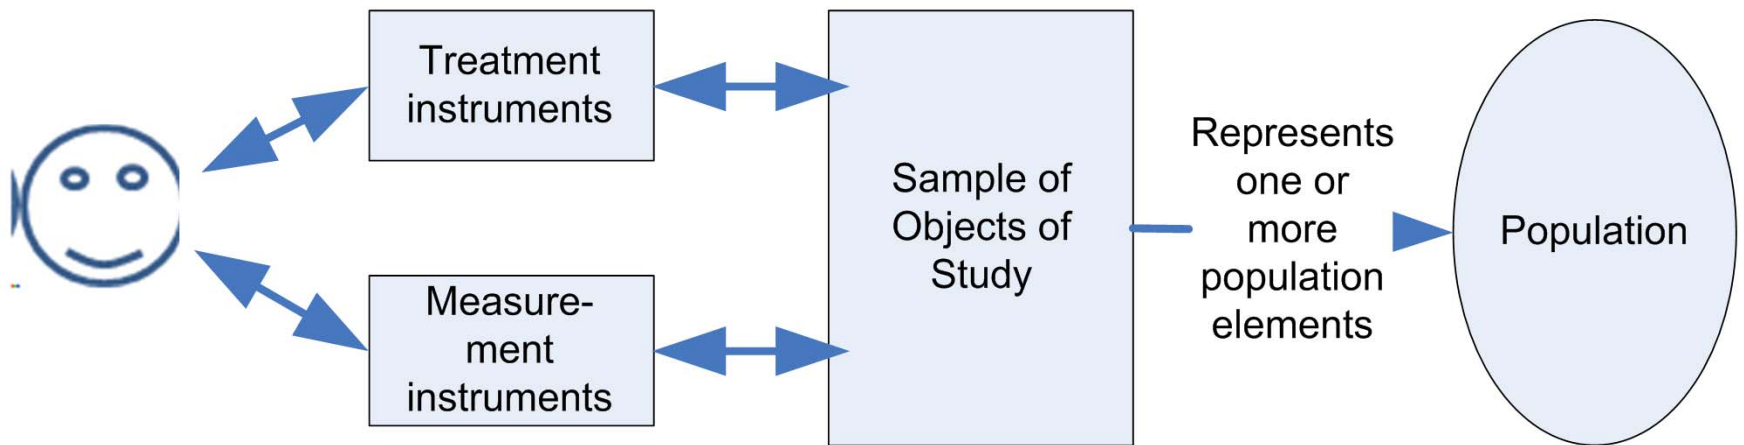 Treatment
instruments
Measure-
ment
instruments
Sample of
Objects of
Study
Represents
one or
more
population
elements
Population